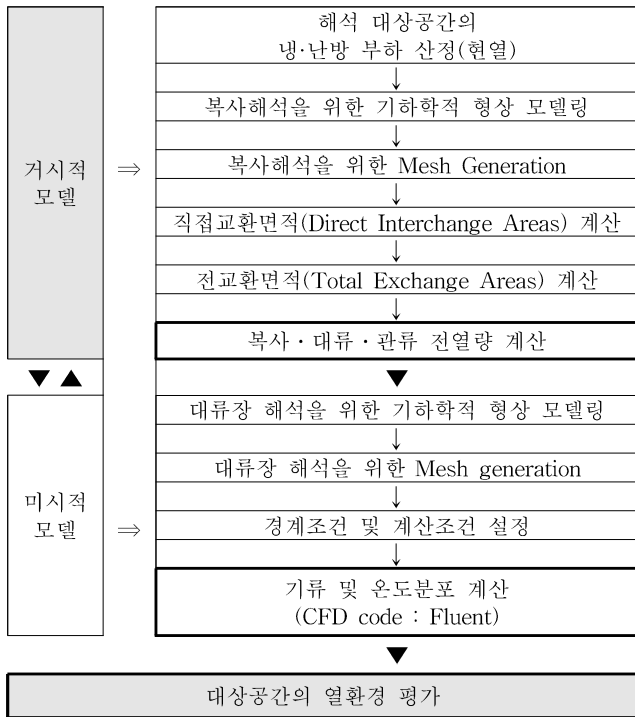 해석 대상공간의
냉·난방 부하 산정(현열)
↓
복사해석을 위한 기하학적 형상 모델링
↓
거시적
모델
⇒
복사해석을 위한 Mesh Generation
↓
직접교환면적(Direct Interchange Areas) 계산
↓
전교환면적(Total Exchange Areas) 계산
↓
복사·대류·관류 전열량 계산
▼▲
▼
대류장 해석을 위한 기하학적 형상 모델링
↓
대류장 해석을 위한 Mesh generation
↓
미시적
모델
⇒
경계조건 및 계산조건 설정
↓
기류 및 온도분포 계산
(CFD code : Fluent)
▼
대상공간의 열환경 평가